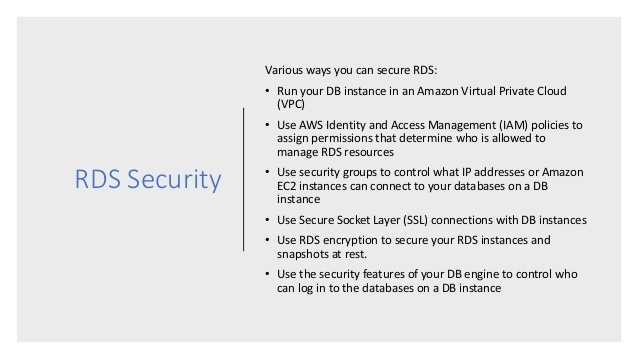 RDS Security
Various ways you can secure RDS:
• Run your DB instance in an Amazon Virtual Private Cloud
(VPC)
• Use AWS Identity and Access Management (IAM) policies to
assign permissions that determine who is allowed to
manage RDS resources
• Use security groups to control what IP addresses or Amazon
EC2 instances can connect to your databases on a DB
instance
• Use Secure Socket Layer (SSL) connections with DB instances
• Use RDS encryption to secure your RDS instances and
snapshots at rest.
• Use the security features of your DB engine to control who
can log in to the databases on a DB instance